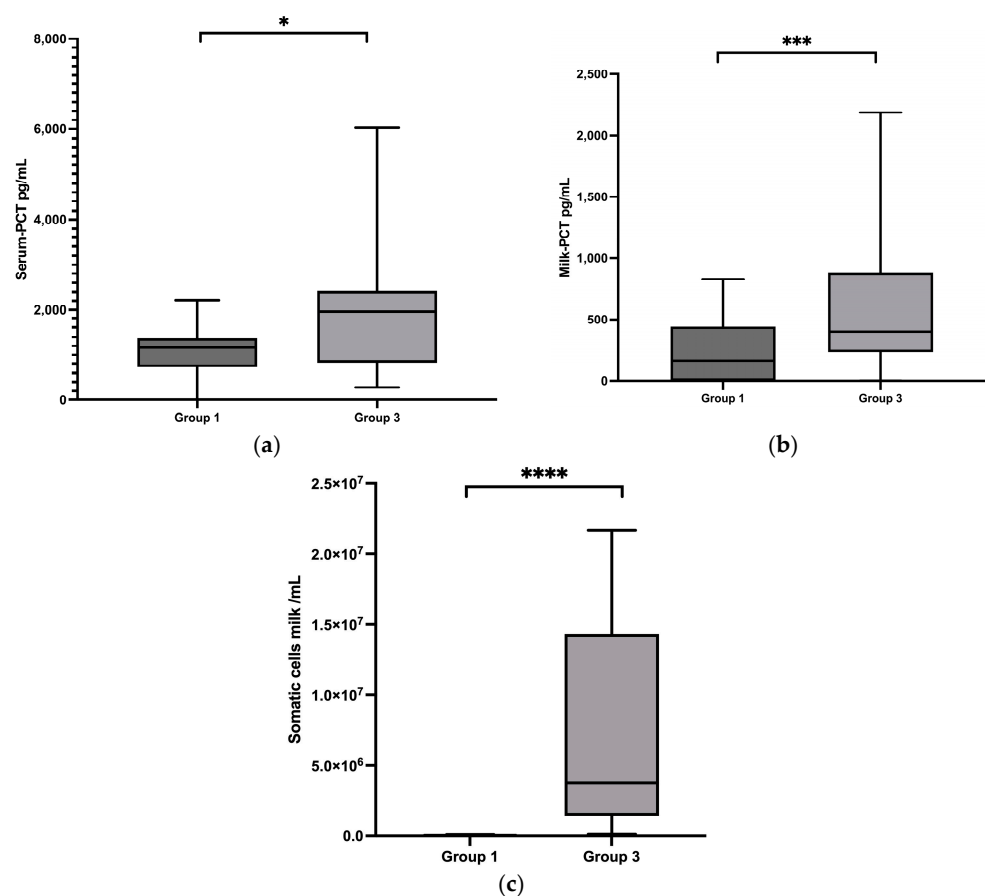 *
8,000
6,000
4,000
2,000
0
Serum-PCT pg/mL
Group 1
Group 3
(a)
***
2,500
2,000
1,500
1,000
500
0
Milk-PCT pg/mL
Group 1
Group 3
(b)
****
2.5×10⁷
2.0×10⁷
1.5×10⁷
1.0×10⁷
5.0×10⁶
0.0
Somatic cells milk /mL
Group 1
Group 3
(c)